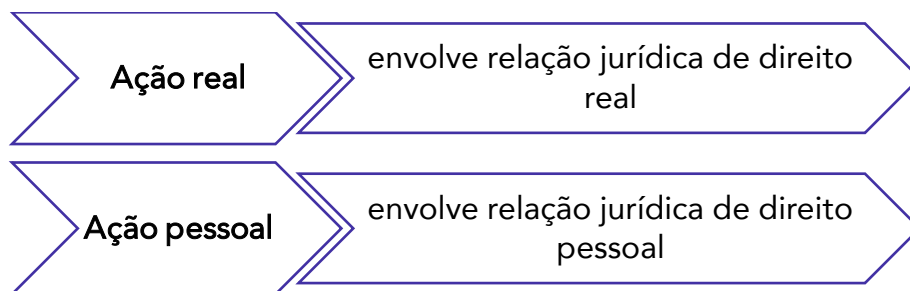 Ação real
envolve relação jurídica de direito
real
Ação pessoal
envolve relação jurídica de direito
pessoal